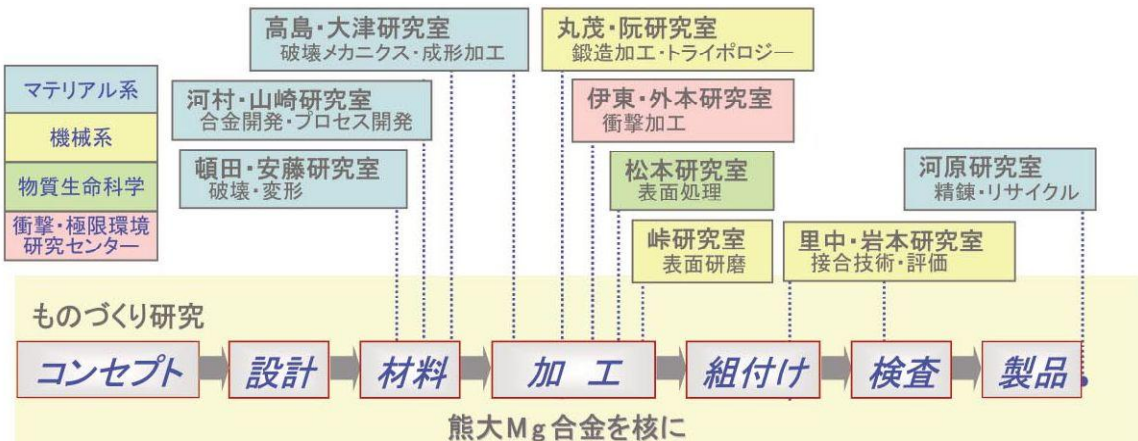 高島・大津研究室
破壊メカニクス・成形加工
丸茂・阮研究室
鍛造加工・トライポロジー
マテリアル系
機械系
物質生命科学
衝撃・極限環境
研究センター
河村・山崎研究室
合金開発・プロセス開発
伊東・外本研究室
衝撃加工
頓田・安藤研究室
破壊・変形
松本研究室
表面処理
河原研究室
精錬・リサイクル
峠研究室
表面研磨
里中・岩本研究室
接合技術・評価
ものづくり研究
コンセプト
設計
材料
加 工
組付け
検査
製品
熊大Mg合金を核に